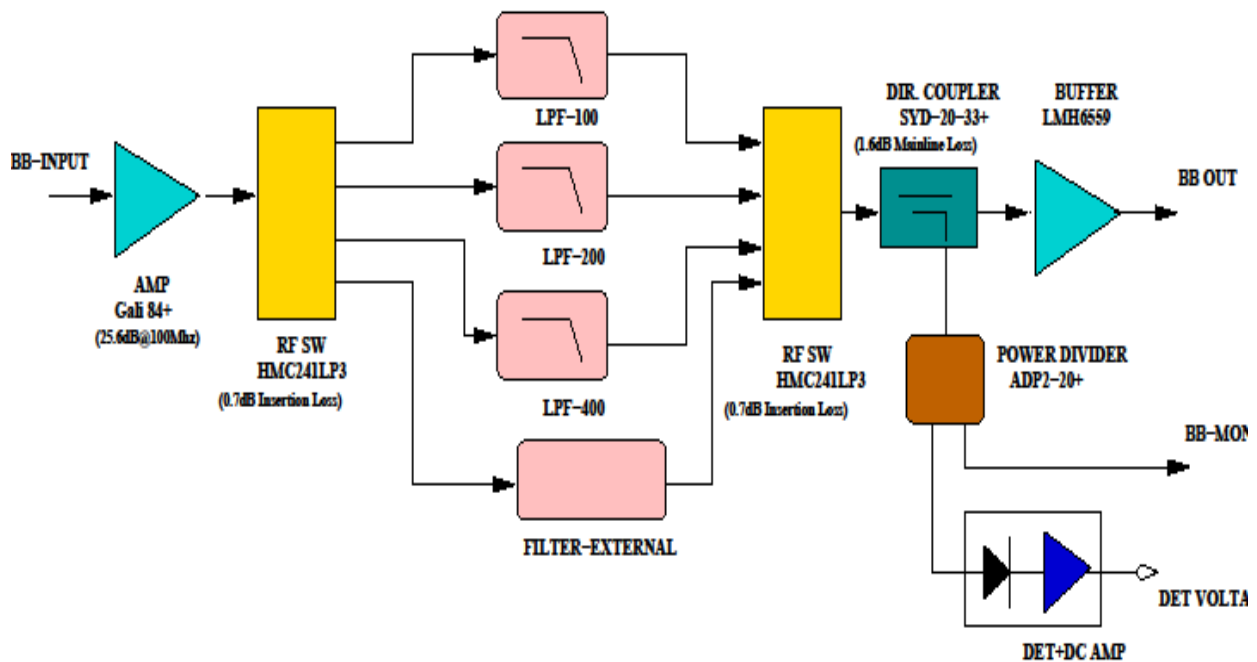 BB-INPUT
AMP
Gali 84+
(25.6dB@100Mhz)
RF SW
HMC241LP3
(0.7dB Insertion Loss)
LPF-100
LPF-200
LPF-400
FILTER-EXTERNAL
RF SW
HMC241LP3
(0.7dB Insertion Loss)
DIR. COUPLER
SYD-20-33+
(1.6dB Mainline Loss)
BUFFER
LMH6559
BB OUT
POWER DIVIDER
ADP2-20+
BB-MON
DET VOLTA
DET+DC AMP